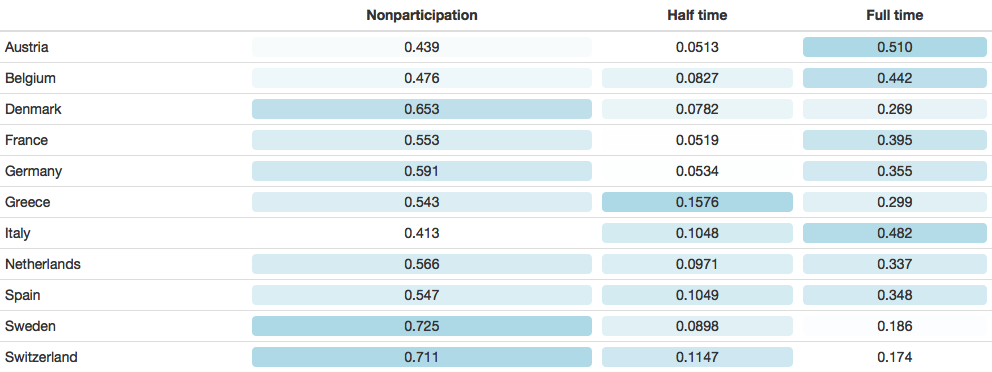 Nonparticipation Half time Full time
Austria 0.439 0.0513 0.510
Belgium 0.476 0.0827 0.442
Denmark 0.653 0.0782 0.269
France 0.553 0.0519 0.395
Germany 0.591 0.0534 0.355
Greece 0.543 0.1576 0.299
Italy 0.413 0.1048 0.482
Netherlands 0.566 0.0971 0.337
Spain 0.547 0.1049 0.348
Sweden 0.725 0.0898 0.186
Switzerland 0.711 0.1147 0.174